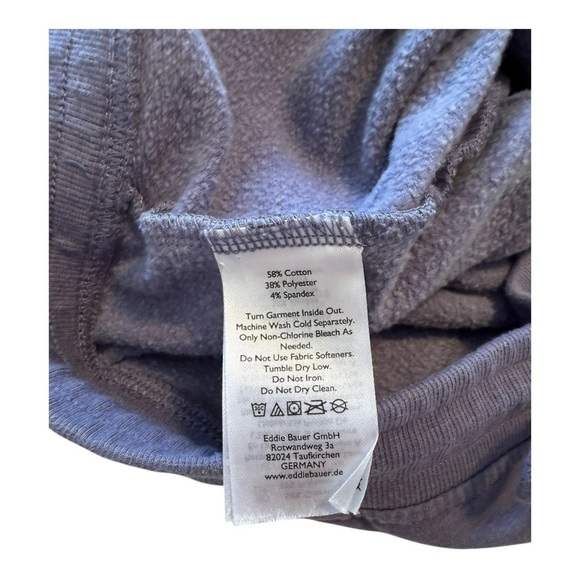 58% Cotton
38% Polyester
4% Spandex
Turn Garment Inside Out.
Machine Wash Cold Separately.
Only Non-Chlorine Bleach As
Needed.
Do Not Use Fabric Softeners.
Tumble Dry Low.
Do Not Iron.
Do Not Dry Clean.
Eddie Bauer GmbH
Rotwandweg 3a
82024 Taufkirchen
GERMANY
www.eddiebauer.de